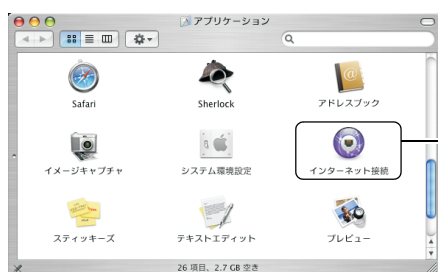 アプリケーション
Safari
Sherlock
アドレスブック
イメージキャプチャ
システム環境設定
インターネット接続
スティッキーズ
テキストエディット
プレビュー
26 項目、2.7 GB 空き